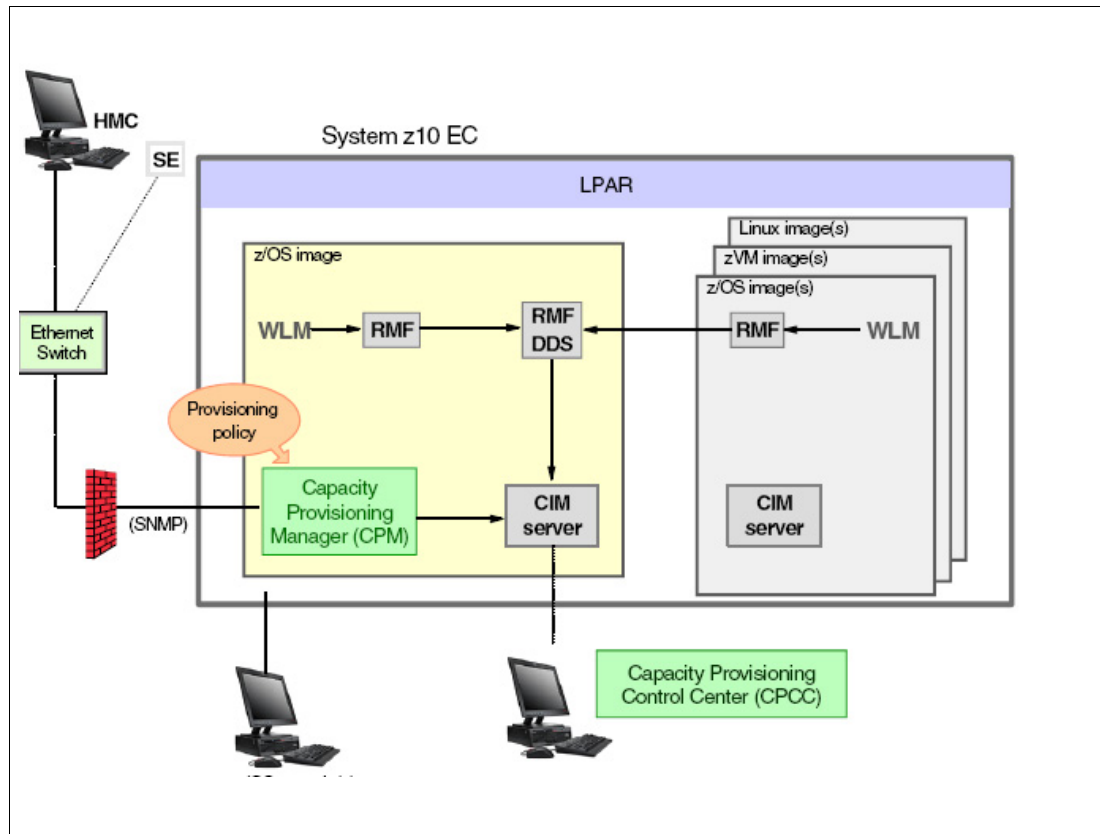 HMC
SE
System z10 EC
LPAR
Linux image(s)
zVM image(s)
z/OS image(s)
z/OS image
WLM
RMF
RMF
DDS
RMF
WLM
Ethernet
Switch
Provisioning
policy
Capacity
Provisioning
Manager (CPM)
(SNMP)
CIM
server
CIM
server
Capacity Provisioning
Control Center (CPCC)